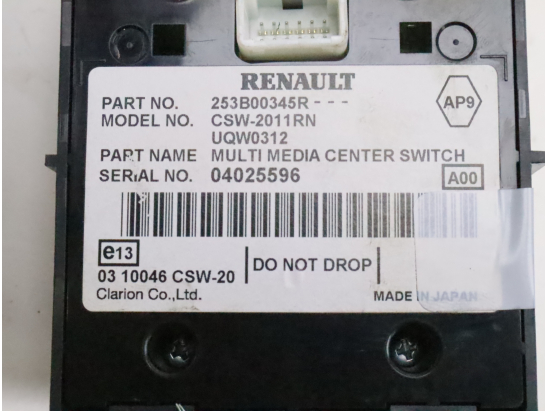 RENAULT
PART NO. 253B00345R - - -
AP9
MODEL NO. CSW-2011RN
UQW0312
PART NAME MULTI MEDIA CENTER SWITCH
SERIAL NO. 04025596
A00
e13
03 10046 CSW-20
DO NOT DROP
Clarion Co.,Ltd.
MADE IN JAPAN